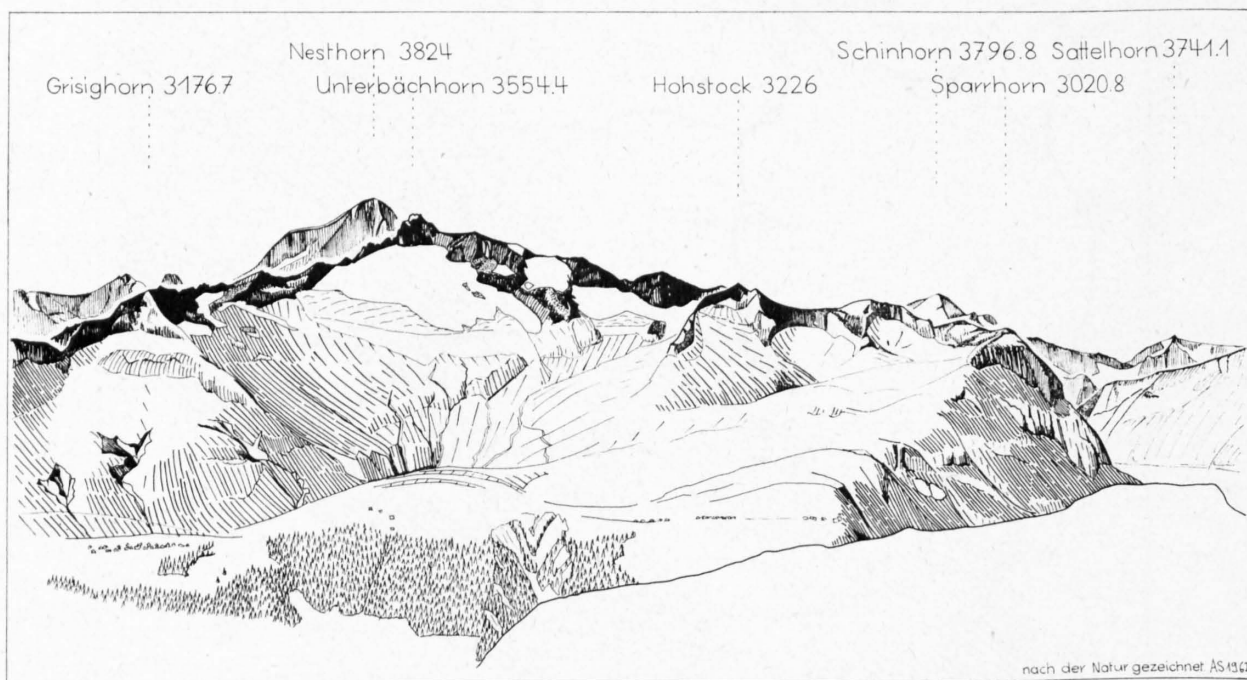 Nesthorn 3824
Schinhorn 3796.8 Sattelhorn 3741.1
Grisighorn 3176.7
Unterbächhorn 3554.4
Hohstock 3226
Sparrhorn 3020.8
nach der Natur gezeichnet AS